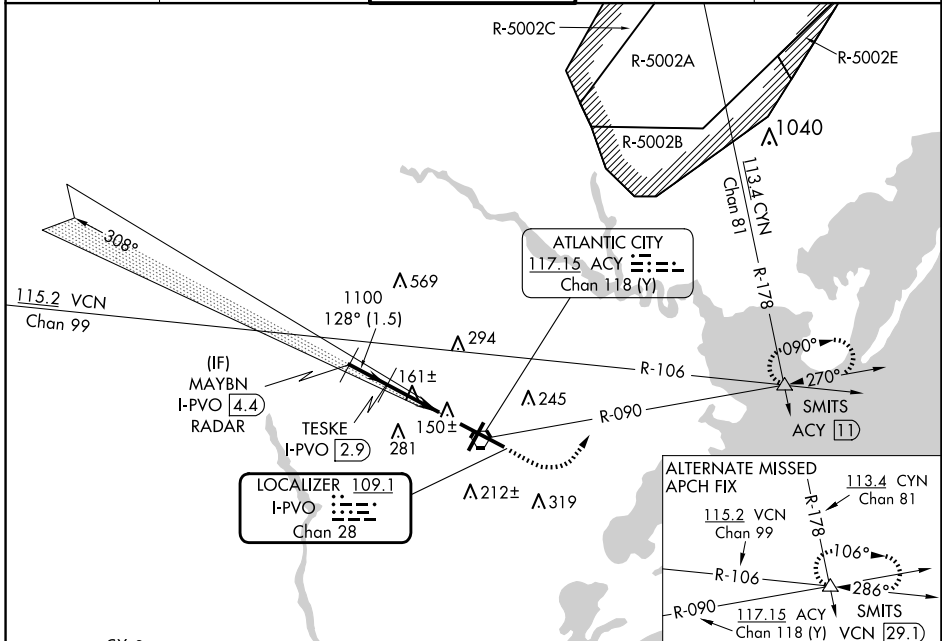 R-5002C
R-5002A
R-5002E
R-5002B
1040
113.4 CYN
Chan 81
R-178
308°
ATLANTIC CITY
117.15 ACY
Chan 118 (Y)
569
1100
128° (1.5)
115.2 VCN
Chan 99
294
R-106
090°
270°
(IF)
MAYBN
I-PVO 4.4
RADAR
161±
150±
245
R-090
SMITS
ACY 11
TESKE
I-PVO 2.9
281
LOCALIZER 109.1
I-PVO
Chan 28
212±
319
ALTERNATE MISSED
APCH FIX
113.4 CYN
Chan 81
R-178
115.2 VCN
Chan 99
106°
R-106
286°
R-090
117.15 ACY
Chan 118 (Y)
SMITS
VCN 29.1